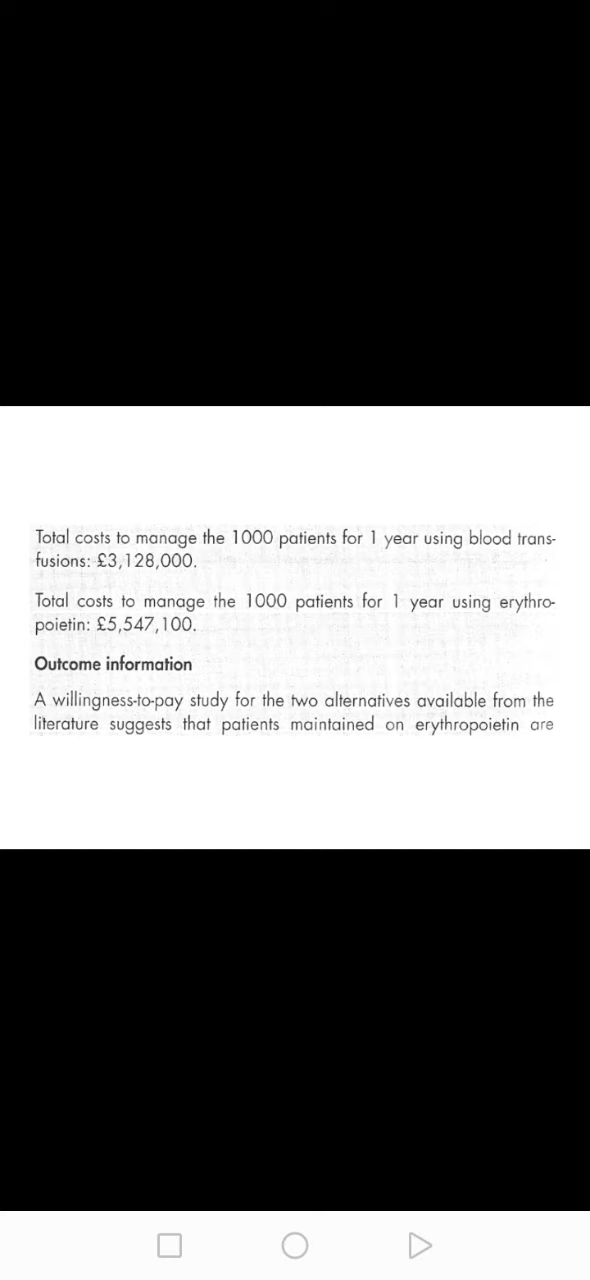 Total costs to manage the 1000 patients for 1 year using blood trans-
fusions: £3,128,000.
Total costs to manage the 1000 patients for 1 year using erythro-
poietin: £5,547,100.
Outcome information
A willingness-to-pay study for the two alternatives available from the
literature suggests that patients maintained on erythropoietin are